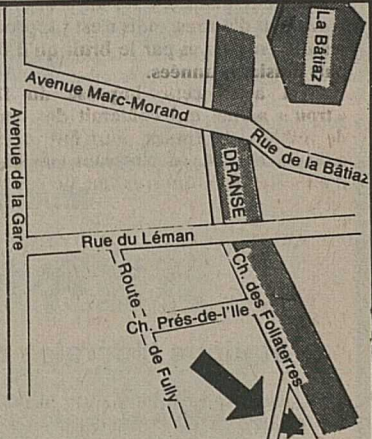 La Bâtiaz
Avenue Marc-Morand
Rue de la Bâtiaz
Avenue de la Gare
DRANSE
Rue du Léman
Route de Fully
Ch. Prés-de-l'Ile
Ch. des Follaterres